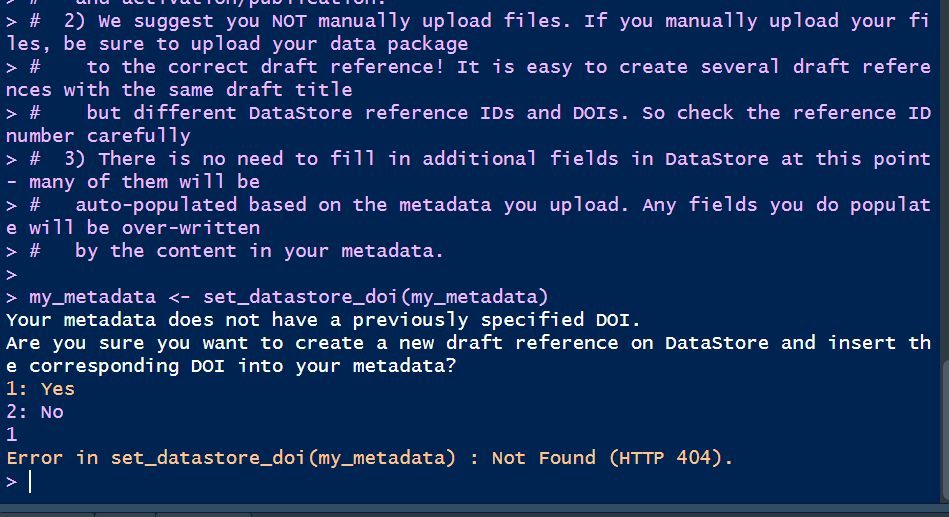 > #    and activation/publication.
> #  2) We suggest you NOT manually upload files. If you manually upload your fi
les, be sure to upload your data package
> #    to the correct draft reference! It is easy to create several draft refere
nces with the same draft title
> #    but different DataStore reference IDs and DOIs. So check the reference ID
number carefully
> #  3) There is no need to fill in additional fields in DataStore at this point
- many of them will be
> #   auto-populated based on the metadata you upload. Any fields you do populat
e will be over-written
> #   by the content in your metadata.
>
> my_metadata <- set_datastore_doi(my_metadata)
Your metadata does not have a previously specified DOI.
Are you sure you want to create a new draft reference on DataStore and insert th
e corresponding DOI into your metadata?
1: Yes
2: No
1
Error in set_datastore_doi(my_metadata) : Not Found (HTTP 404).
>